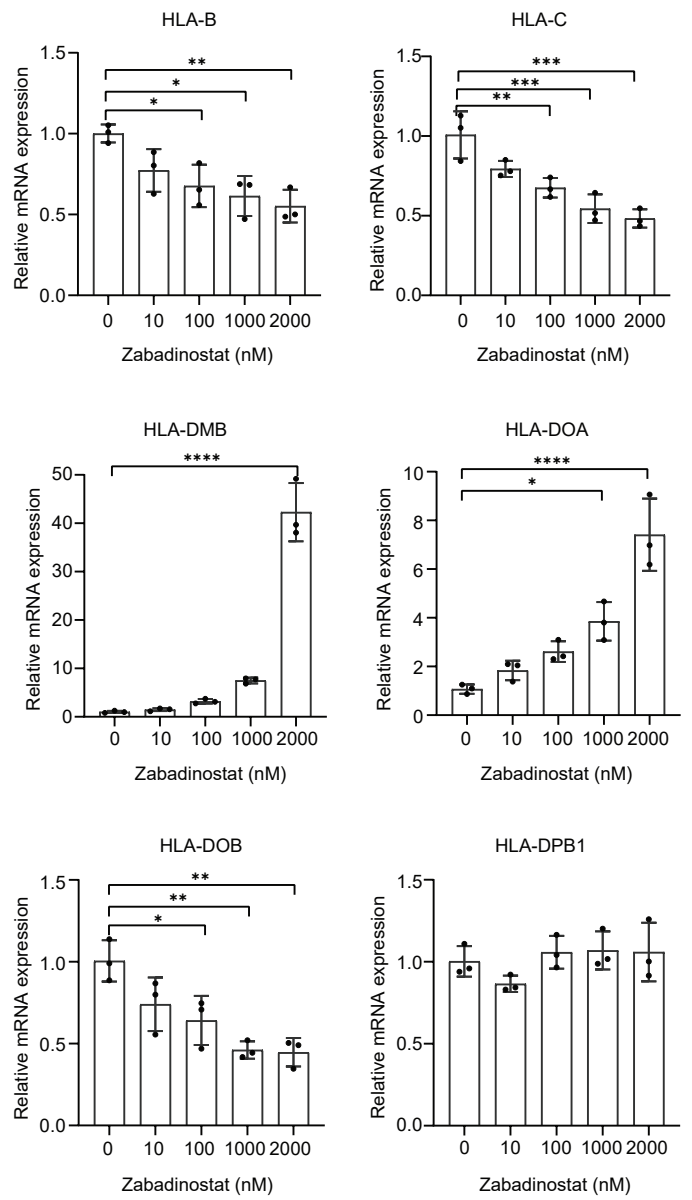 HLA-B
Relative mRNA expression
1.5
1.0
0.5
0.0
**
*
*
0 10 100 1000 2000
Zabadinostat (nM)
HLA-C
Relative mRNA expression
1.5
1.0
0.5
0.0
***
***
**
0 10 100 1000 2000
Zabadinostat (nM)
HLA-DMB
Relative mRNA expression
50
40
30
20
10
0
****
0 10 100 1000 2000
Zabadinostat (nM)
HLA-DOA
Relative mRNA expression
10
8
6
4
2
0
****
*
0 10 100 1000 2000
Zabadinostat (nM)
HLA-DOB
Relative mRNA expression
1.5
1.0
0.5
0.0
**
**
*
0 10 100 1000 2000
Zabadinostat (nM)
HLA-DPB1
Relative mRNA expression
1.5
1.0
0.5
0.0
0 10 100 1000 2000
Zabadinostat (nM)